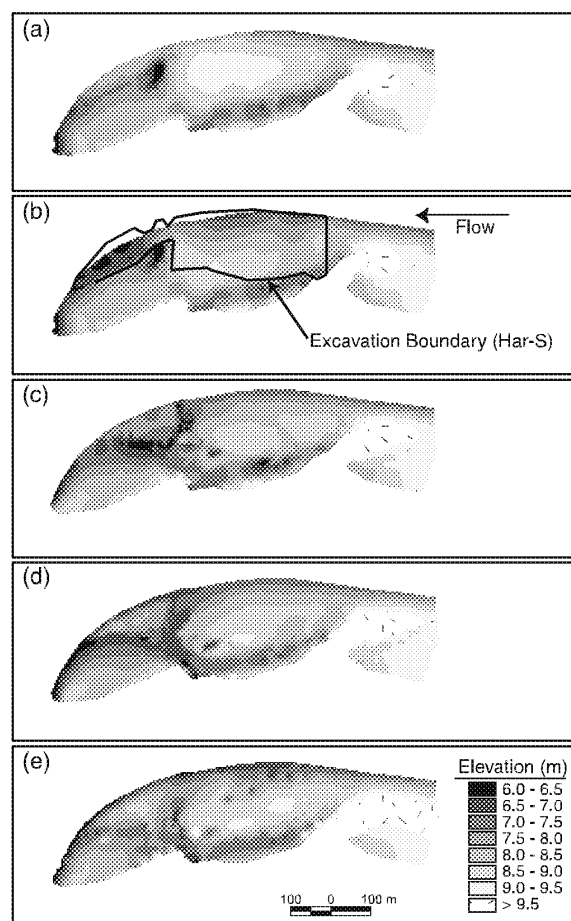 (a)
(b)
Flow
Excavation Boundary (Har-S)
(c)
(d)
(e)
Elevation (m)
6.0 - 6.5
6.5 - 7.0
7.0 - 7.5
7.5 - 8.0
8.0 - 8.5
8.5 - 9.0
9.0 - 9.5
> 9.5
100 0 100 m